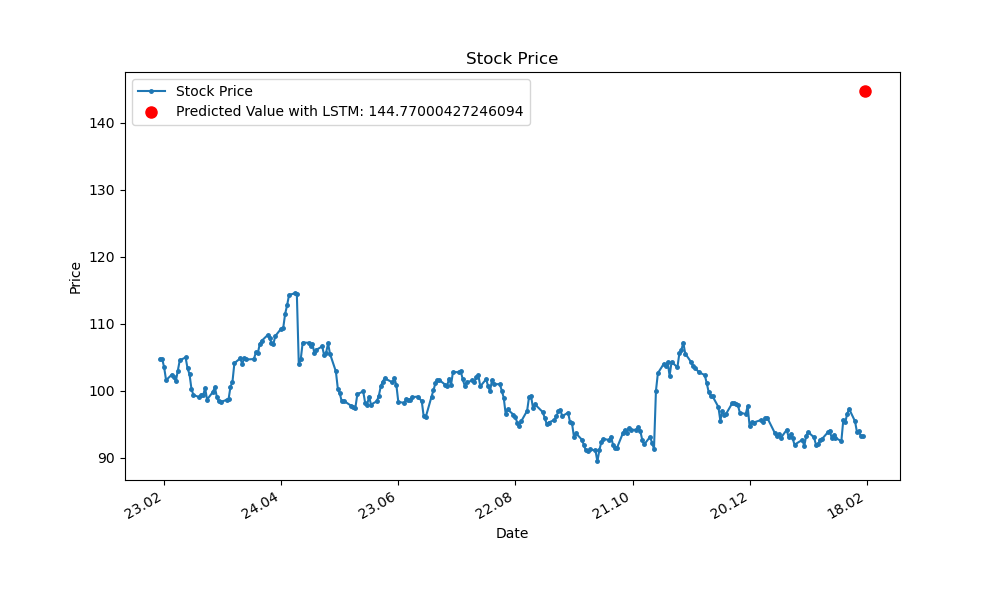 Stock Price
Stock Price
Predicted Value with LSTM: 144.77000427246094
140
130
120
110
100
90
Price
23.02
24.04
23.06
22.08
21.10
20.12
18.02
Date